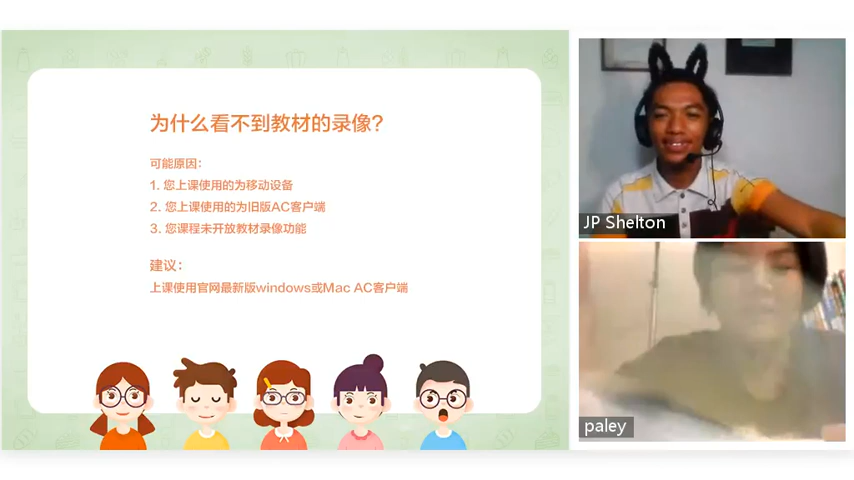 为什么看不到教材的录像?
可能原因:
1. 您上课使用的为移动设备
2. 您上课使用的为旧版AC客户端
3. 您课程未开放教材录像功能
建议:
上课使用官网最新版windows或Mac AC客户端
JP Shelton
paley